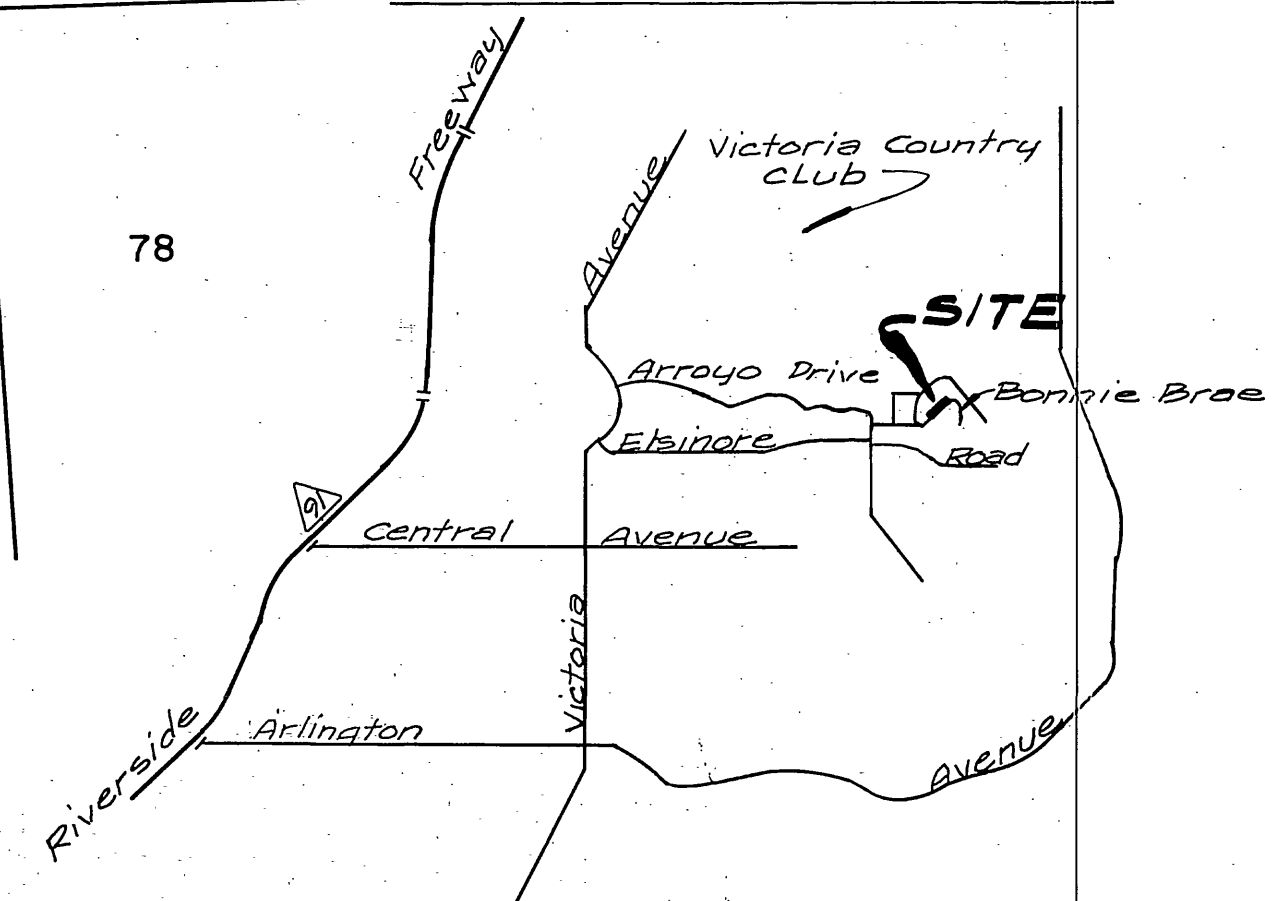 Freeway
Victoria Country
CLub
Avenue
78
SITE
Arroyo Drive
Bonnie Brae
Elsinore
Road
91
Central Avenue
Victoria
Arlington
Avenue
Riverside